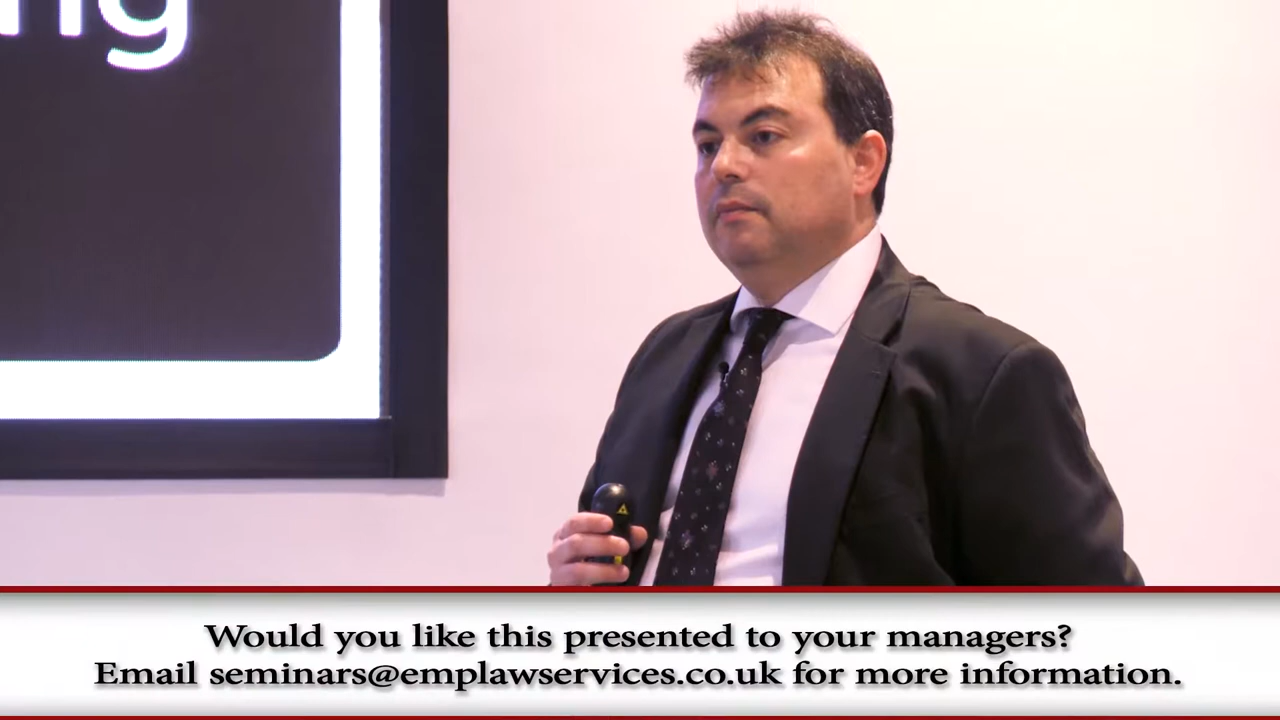 ng
Would you like this presented to your managers?
Email seminars@emplawservices.co.uk for more information.